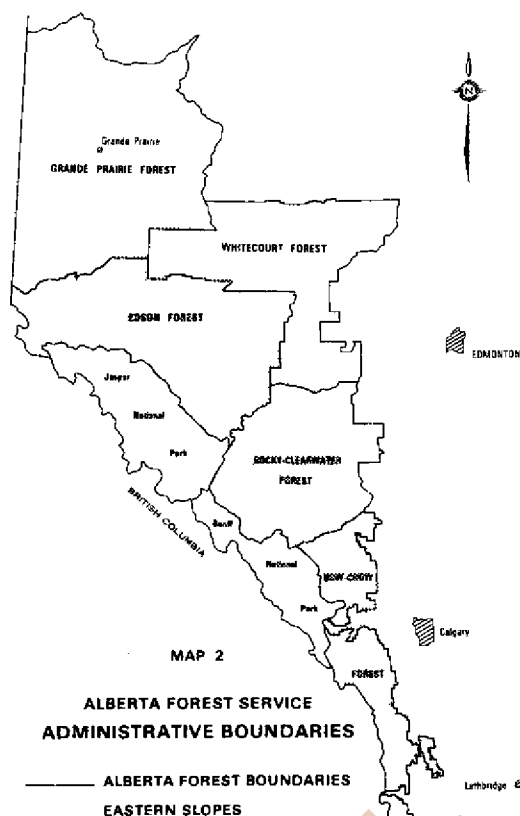 Grande Prairie
GRANDE PRAIRIE FOREST
N
WHITECOURT FOREST
EDSON FOREST
EDMONTON
Jasper
National
Park
ROCKY-CLEARWATER
FOREST
BRITISH COLUMBIA
Banff
National
Park
BOW-CROW
FOREST
Calgary
MAP 2
ALBERTA FOREST SERVICE
ADMINISTRATIVE BOUNDARIES
ALBERTA FOREST BOUNDARIES
EASTERN SLOPES
Lethbridge